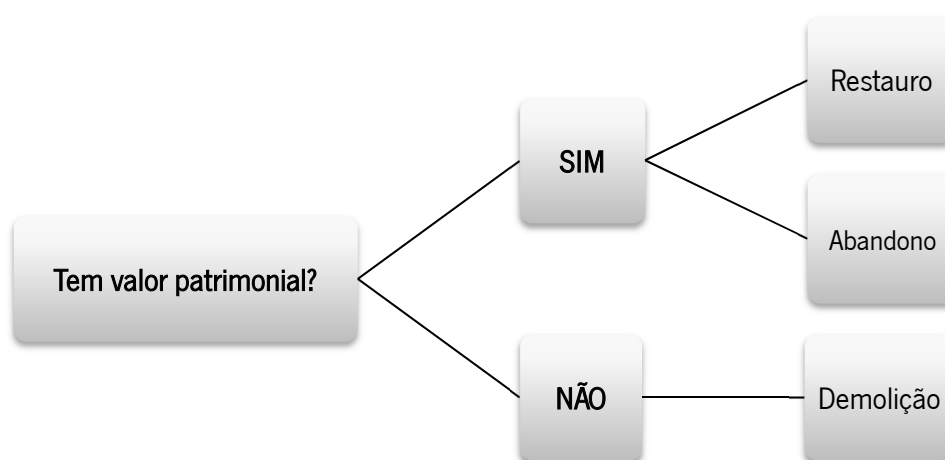 Tem valor patrimonial?
SIM
Restauro
Abandono
NÃO
Demolição